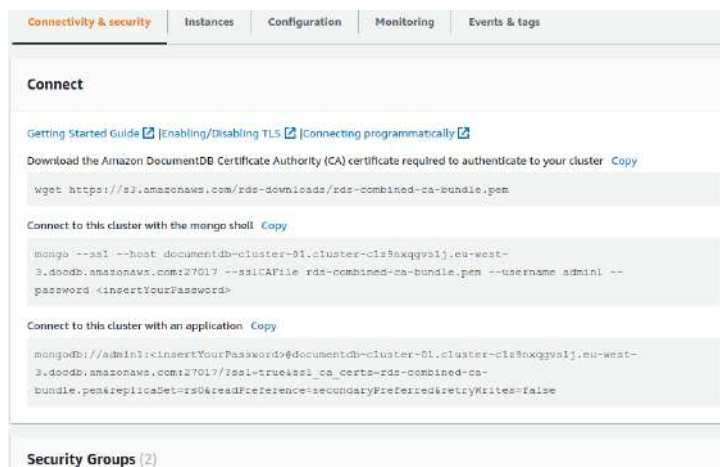 Connectivity & security Instances Configuration Monitoring Events & tags
Connect
Getting Started Guide |Enabling/Disabling TLS |Connecting programmatically
Download the Amazon DocumentDB Certificate Authority (CA) certificate required to authenticate to your cluster Copy
wget https://s3.amazonaws.com/rds-downloads/rds-combined-ca-bundle.pem
Connect to this cluster with the mongo shell Copy
mongo --ssl --host documentdb-cluster-01.cluster-c1z9nxqgvs1j.eu-west-
3.docdb.amazonaws.com:27017 --sslCAFile rds-combined-ca-bundle.pem --username admin1 --
password <insertYourPassword>
Connect to this cluster with an application Copy
mongodb://admin1:<insertYourPassword>@documentdb-cluster-01.cluster-c1z9nxqgvs1j.eu-west-
3.docdb.amazonaws.com:27017/?ssl=true&ssl_ca_certs=rds-combined-ca-
bundle.pem&replicaSet=rs0&readPreference=secondaryPreferred&retryWrites=false
Security Groups (2)